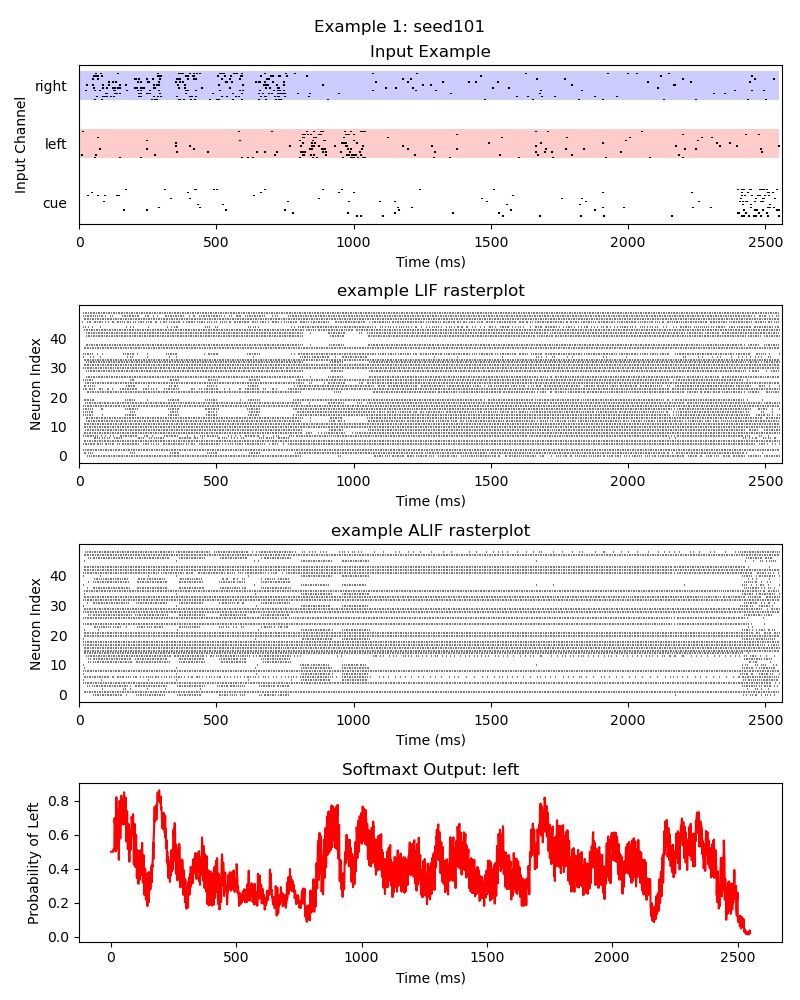 Example 1: seed101
Input Example
Input Channel
right
left
cue
0 500 1000 1500 2000 2500
Time (ms)
example LIF rasterplot
Neuron Index
40
30
20
10
0
0 500 1000 1500 2000 2500
Time (ms)
example ALIF rasterplot
Neuron Index
40
30
20
10
0
0 500 1000 1500 2000 2500
Time (ms)
Softmaxt Output: left
Probability of Left
0.8
0.6
0.4
0.2
0.0
0 500 1000 1500 2000 2500
Time (ms)